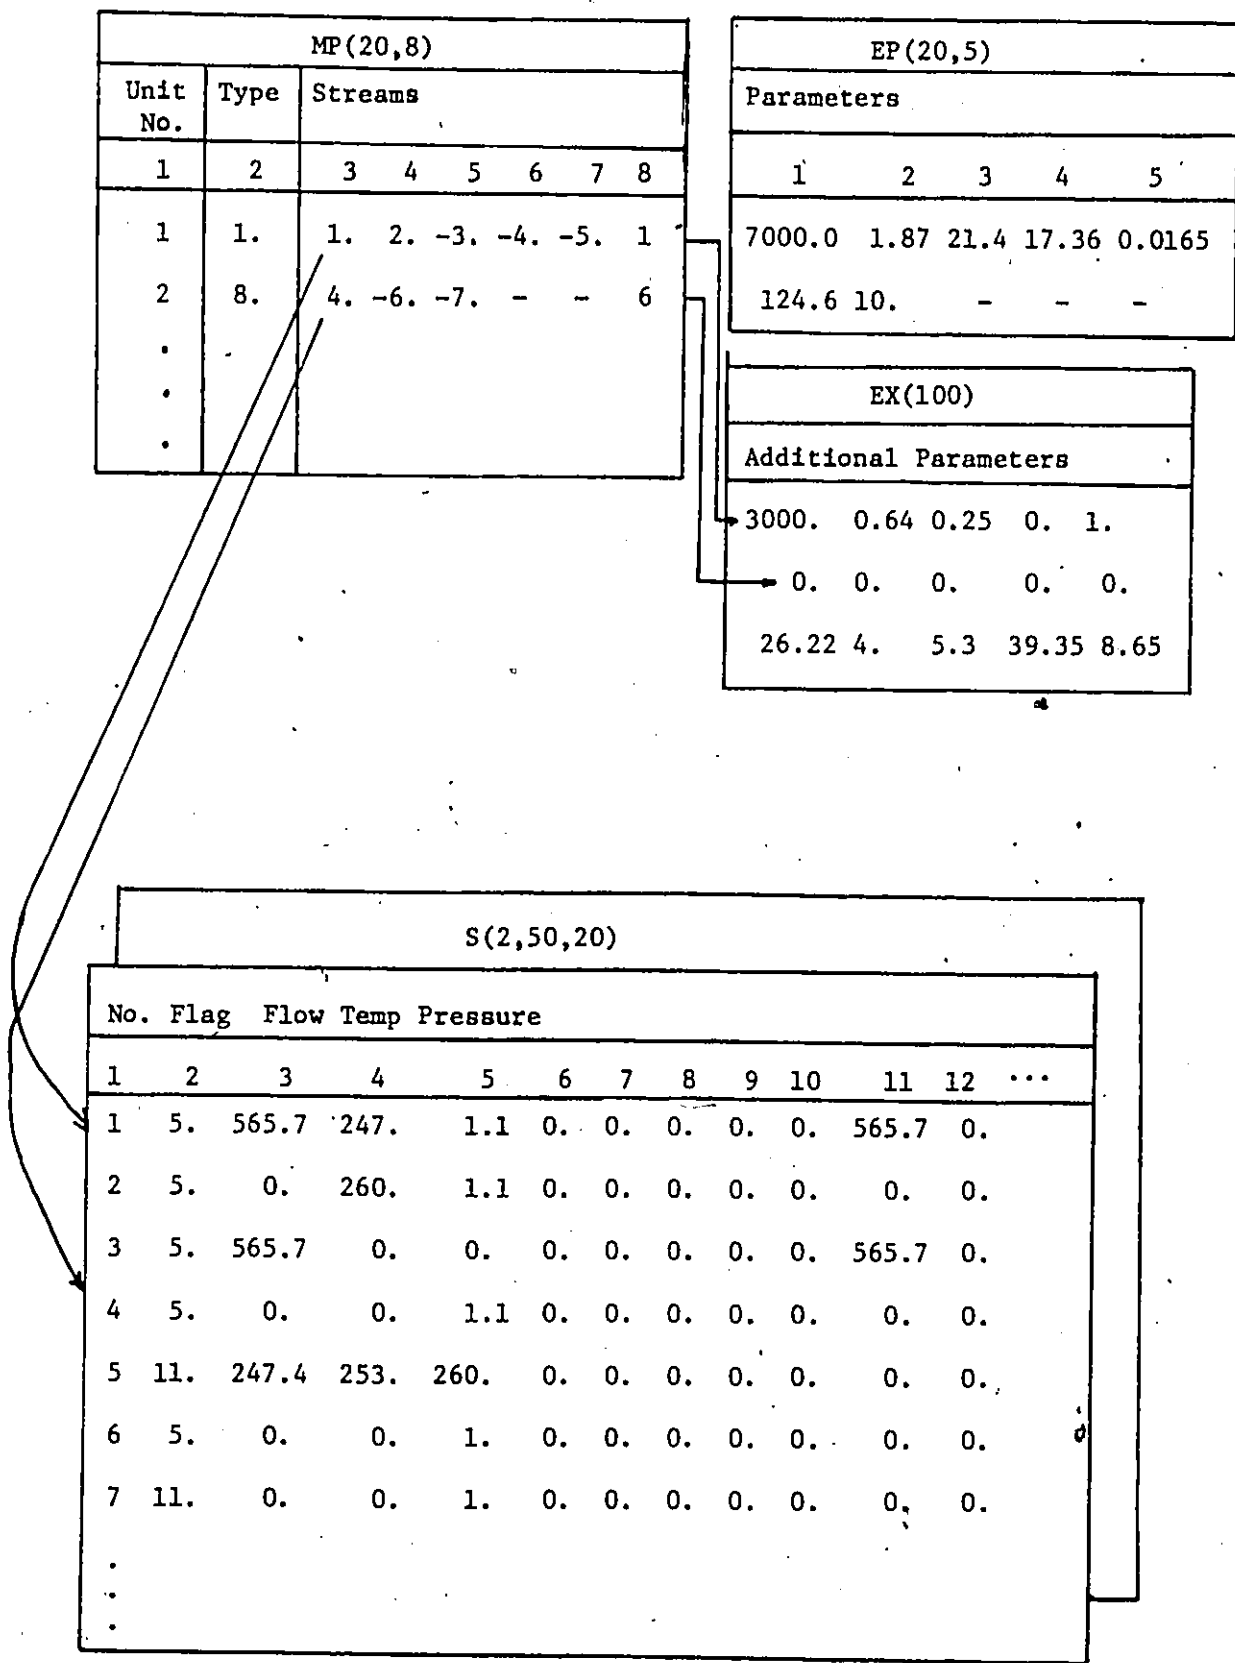 MP(20,8)
Unit No. Type Streams
1 2 3 4 5 6 7 8
1 1. 1. 2. -3. -4. -5. 1
2 8. 4. -6. -7. - - 6
.
.
.
EP(20,5)
Parameters
1 2 3 4 5
7000.0 1.87 21.4 17.36 0.0165
124.6 10. - - -
EX(100)
Additional Parameters
3000. 0.64 0.25 0. 1.
0. 0. 0. 0. 0.
26.22 4. 5.3 39.35 8.65
S(2,50,20)
No. Flag Flow Temp Pressure
1 2 3 4 5 6 7 8 9 10 11 12 ...
1 5. 565.7 247. 1.1 0. 0. 0. 0. 0. 565.7 0.
2 5. 0. 260. 1.1 0. 0. 0. 0. 0. 0. 0.
3 5. 565.7 0. 0. 0. 0. 0. 0. 0. 565.7 0.
4 5. 0. 0. 1.1 0. 0. 0. 0. 0. 0. 0.
5 11. 247.4 253. 260. 0. 0. 0. 0. 0. 0. 0.
6 5. 0. 0. 1. 0. 0. 0. 0. 0. 0. 0.
7 11. 0. 0. 1. 0. 0. 0. 0. 0. 0. 0.
.
.
.